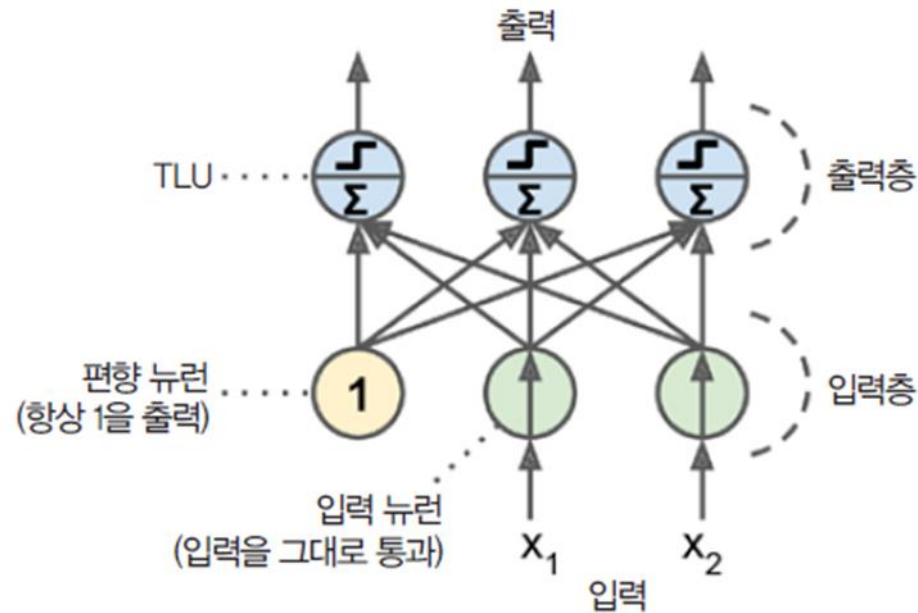 출력
TLU
Σ
Σ
Σ
출력층
편향 뉴런
(항상 1을 출력)
1
입력층
입력 뉴런
(입력을 그대로 통과)
x₁
x₂
입력